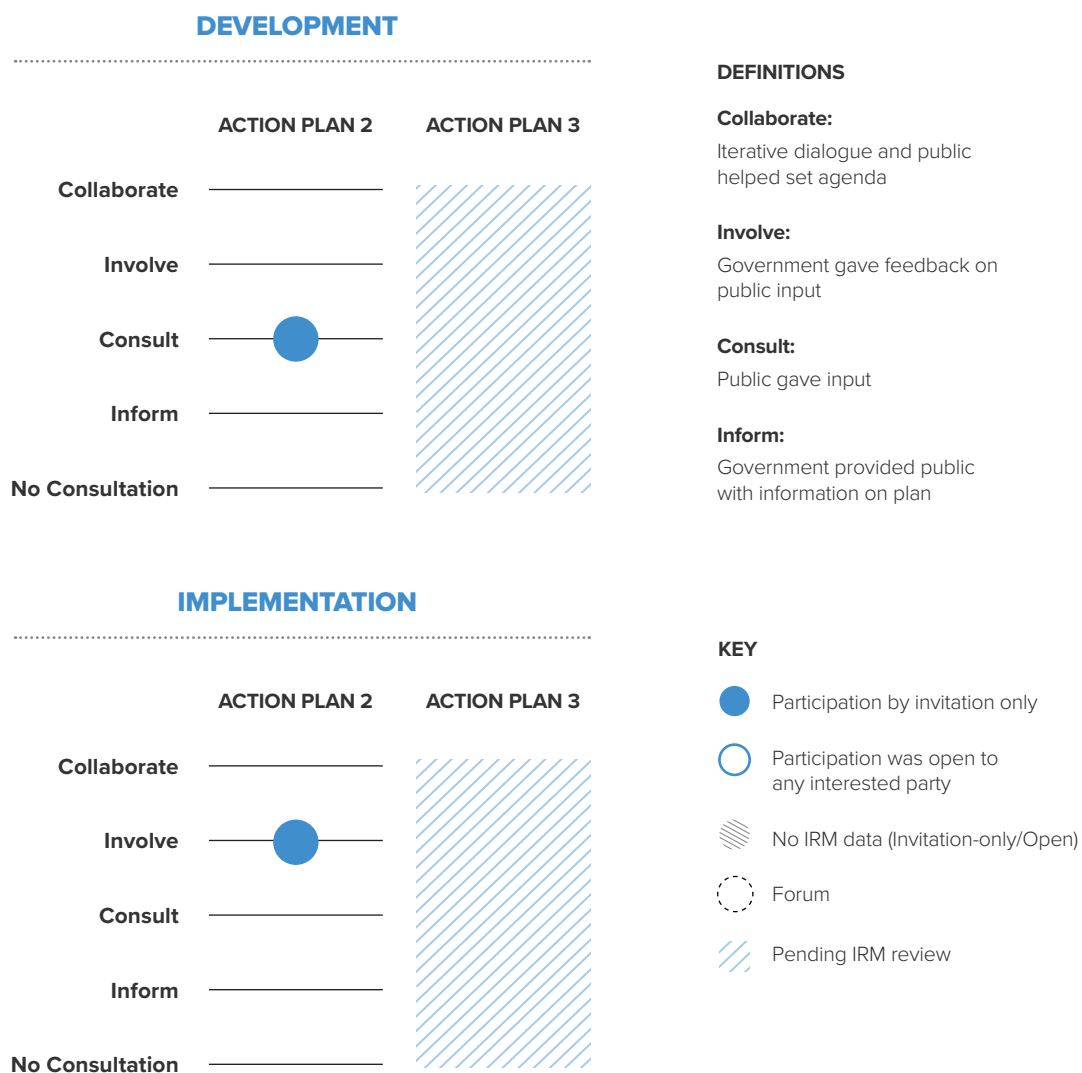 DEVELOPMENT
ACTION PLAN 2
ACTION PLAN 3
Collaborate
Involve
Consult
Inform
No Consultation
DEFINITIONS
Collaborate:
Iterative dialogue and public
helped set agenda
Involve:
Government gave feedback on
public input
Consult:
Public gave input
Inform:
Government provided public
with information on plan
IMPLEMENTATION
ACTION PLAN 2
ACTION PLAN 3
Collaborate
Involve
Consult
Inform
No Consultation
KEY
Participation by invitation only
Participation was open to
any interested party
No IRM data (Invitation-only/Open)
Forum
Pending IRM review